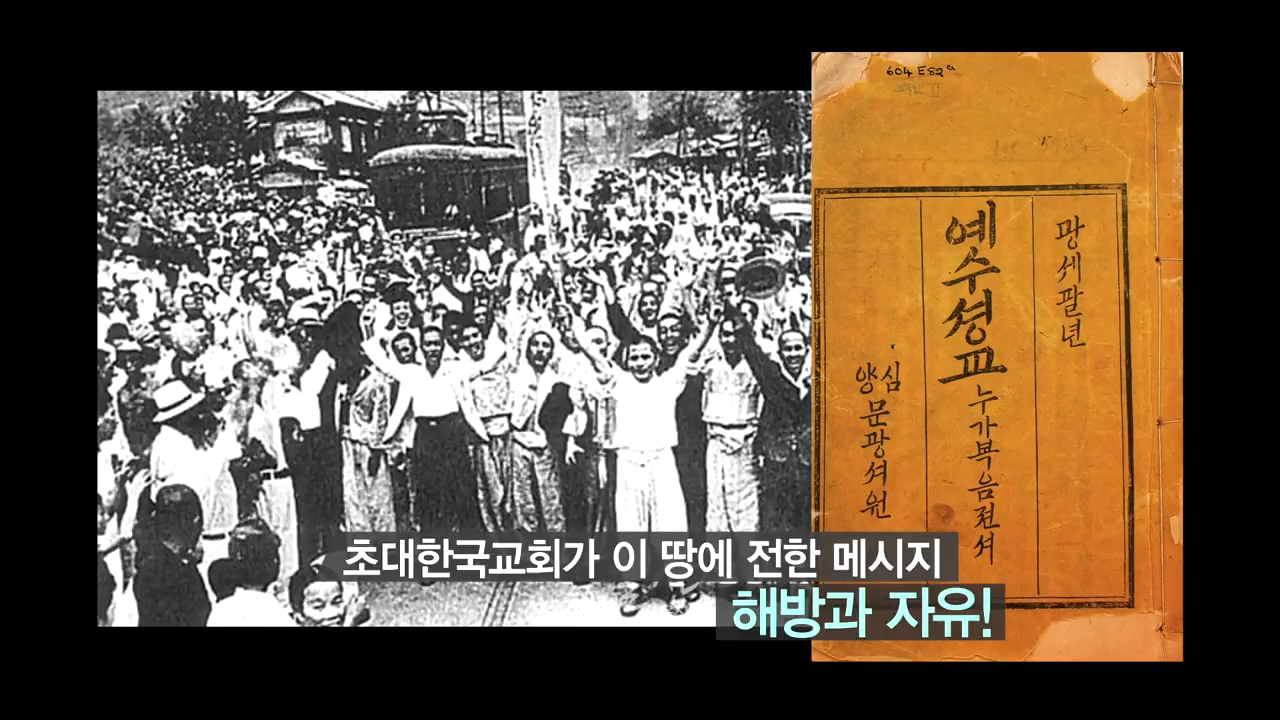 604 E82a
망세팔년
예수셩교누가복음젼셔
심양문광셔원
초대한국교회가 이 땅에 전한 메시지
해방과 자유!